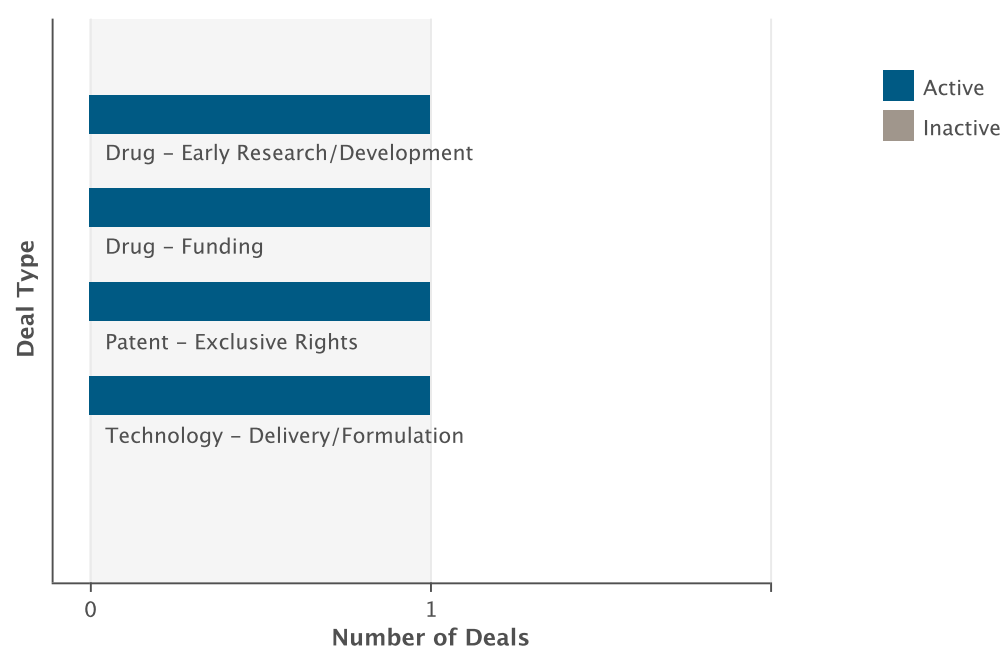 Active
Inactive
Drug – Early Research/Development
Drug – Funding
Patent – Exclusive Rights
Technology – Delivery/Formulation
Deal Type
0 1
Number of Deals